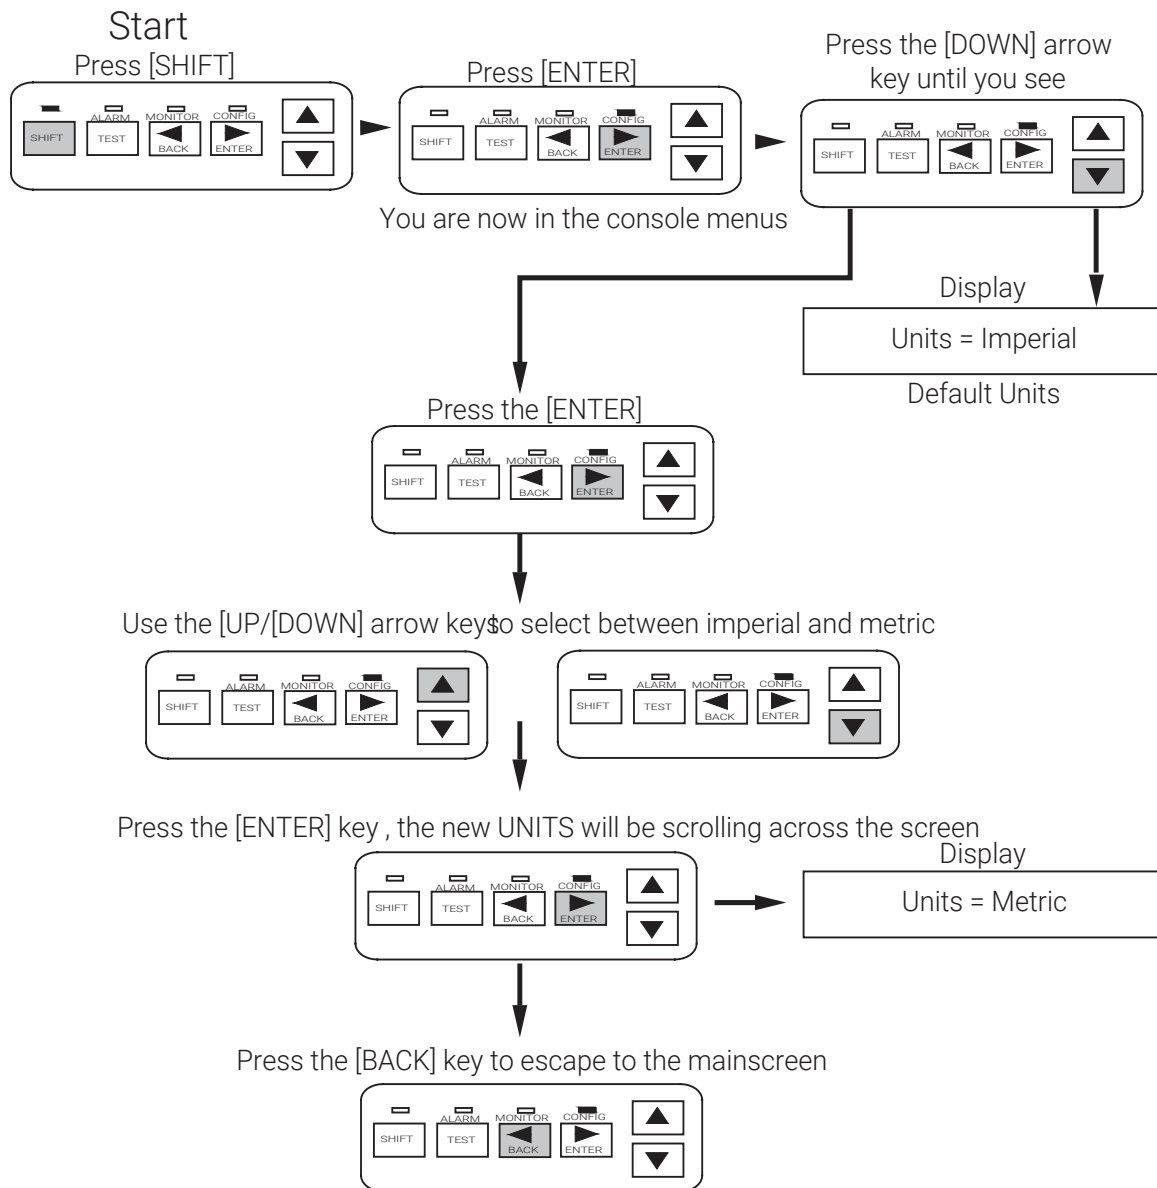 Start
Press [SHIFT]
ALARM MONITOR CONFIG
SHIFT TEST BACK ENTER
Press [ENTER]
ALARM MONITOR CONFIG
SHIFT TEST BACK ENTER
You are now in the console menus
Press the [DOWN] arrow
key until you see
ALARM MONITOR CONFIG
SHIFT TEST BACK ENTER
Display
Units = Imperial
Default Units
Press the [ENTER]
ALARM MONITOR CONFIG
SHIFT TEST BACK ENTER
Use the [UP/[DOWN] arrow keys to select between imperial and metric
ALARM MONITOR CONFIG
SHIFT TEST BACK ENTER
ALARM MONITOR CONFIG
SHIFT TEST BACK ENTER
Press the [ENTER] key , the new UNITS will be scrolling across the screen
ALARM MONITOR CONFIG
SHIFT TEST BACK ENTER
Display
Units = Metric
Press the [BACK] key to escape to the mainscreen
ALARM MONITOR CONFIG
SHIFT TEST BACK ENTER